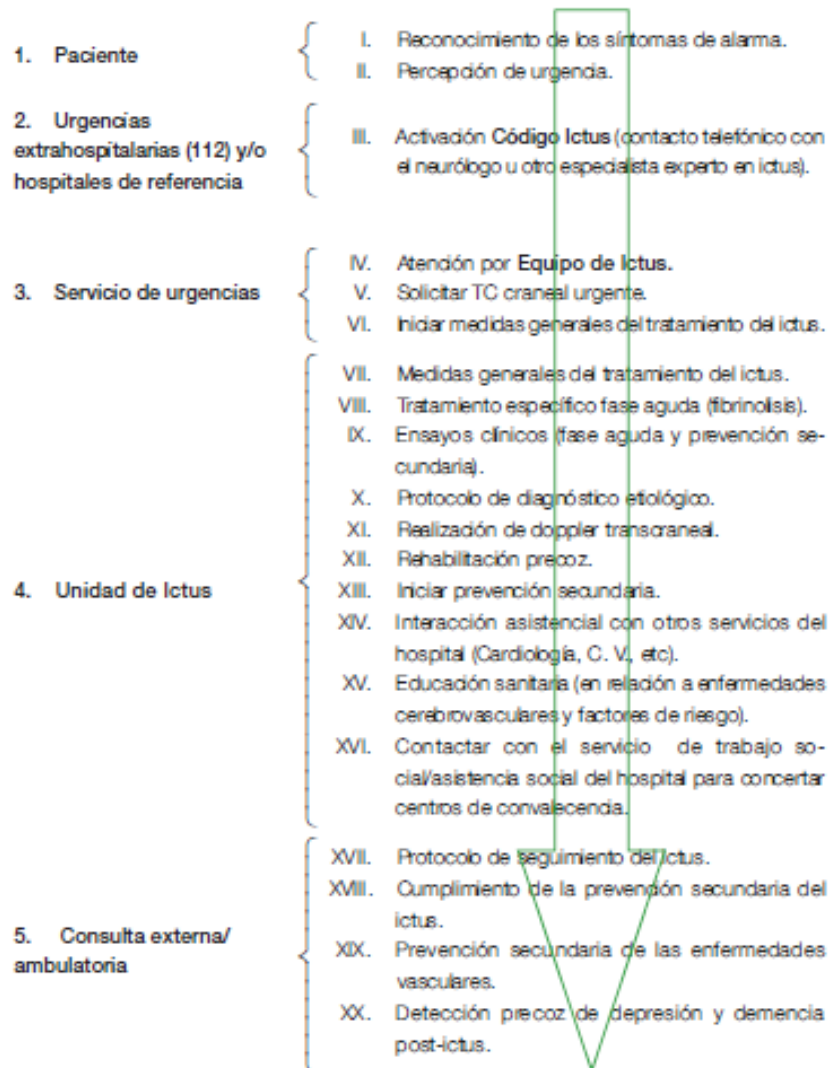 1. Paciente
I. Reconocimiento de los síntomas de alarma.
II. Percepción de urgencia.
2. Urgencias
extrahospitalarias (112) y/o
hospitales de referencia
III. Activación Código Ictus (contacto telefónico con
el neurólogo u otro especialista experto en ictus).
3. Servicio de urgencias
IV. Atención por Equipo de Ictus.
V. Solicitar TC craneal urgente.
VI. Iniciar medidas generales del tratamiento del ictus.
4. Unidad de Ictus
VII. Medidas generales del tratamiento del ictus.
VIII. Tratamiento específico fase aguda (fibrinolisis).
IX. Ensayos clínicos (fase aguda y prevención se-
cundaria).
X. Protocolo de diagnóstico etiológico.
XI. Realización de doppler transcraneal.
XII. Rehabilitación precoz.
XIII. Iniciar prevención secundaria.
XIV. Interacción asistencial con otros servicios del
hospital (Cardiología, C. V., etc).
XV. Educación sanitaria (en relación a enfermedades
cerebrovasculares y factores de riesgo).
XVI. Contactar con el servicio de trabajo so-
cial/asistencia social del hospital para concertar
centros de convalecencia.
5. Consulta externa/
ambulatoria
XVII. Protocolo de seguimiento del ictus.
XVIII. Cumplimiento de la prevención secundaria del
ictus.
XIX. Prevención secundaria de las enfermedades
vasculares.
XX. Detección precoz de depresión y demencia
post-ictus.